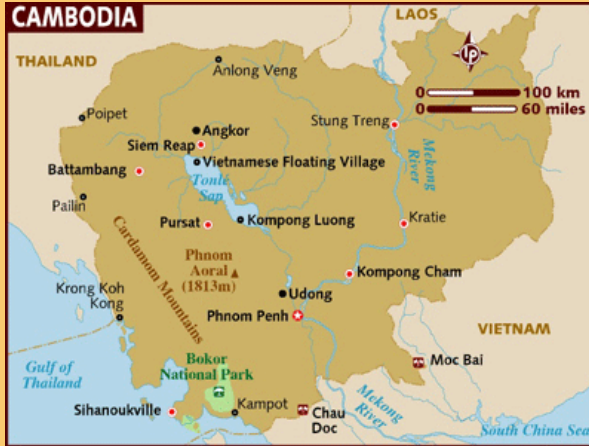 CAMBODIA
LAOS
THAILAND
lp
Anlong Veng
0 100 km
0 60 miles
Poipet
Stung Treng
Angkor
Siem Reap
Vietnamese Floating Village
Battambang
Tonlé
Sap
Mekong
River
Pailin
Pursat
Kompong Luong
Kratie
Cardamom Mountains
Phnom
Aoral
(1813m)
Kompong Cham
Krong Koh
Kong
Udong
Phnom Penh
VIETNAM
Gulf of
Thailand
Bokor
National Park
Moc Bai
Sihanoukville
Kampot
Chau
Doc
Mekong
River
South China Sea